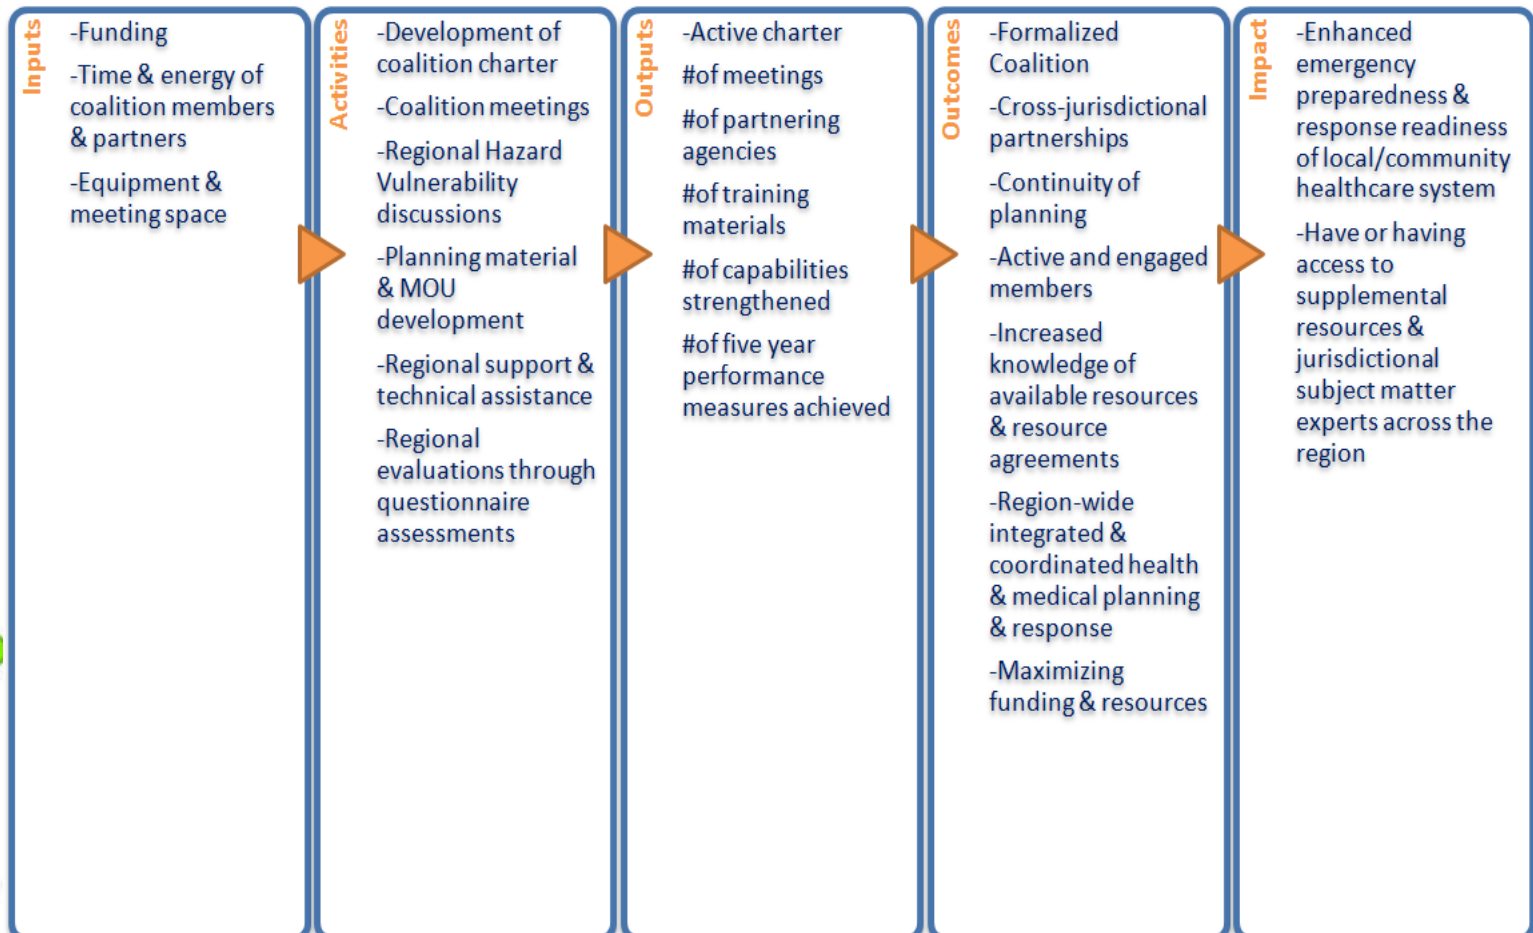 Inputs
-Funding
-Time & energy of
coalition members
& partners
-Equipment &
meeting space
Activities
-Development of
coalition charter
-Coalition meetings
-Regional Hazard
Vulnerability
discussions
-Planning material
& MOU
development
-Regional support &
technical assistance
-Regional
evaluations through
questionnaire
assessments
Outputs
-Active charter
#of meetings
#of partnering
agencies
#of training
materials
#of capabilities
strengthened
#of five year
performance
measures achieved
Outcomes
-Formalized
Coalition
-Cross-jurisdictional
partnerships
-Continuity of
planning
-Active and engaged
members
-Increased
knowledge of
available resources
& resource
agreements
-Region-wide
integrated &
coordinated health
& medical planning
& response
-Maximizing
funding & resources
Impact
-Enhanced
emergency
preparedness &
response readiness
of local/community
healthcare system
-Have or having
access to
supplemental
resources &
jurisdictional
subject matter
experts across the
region